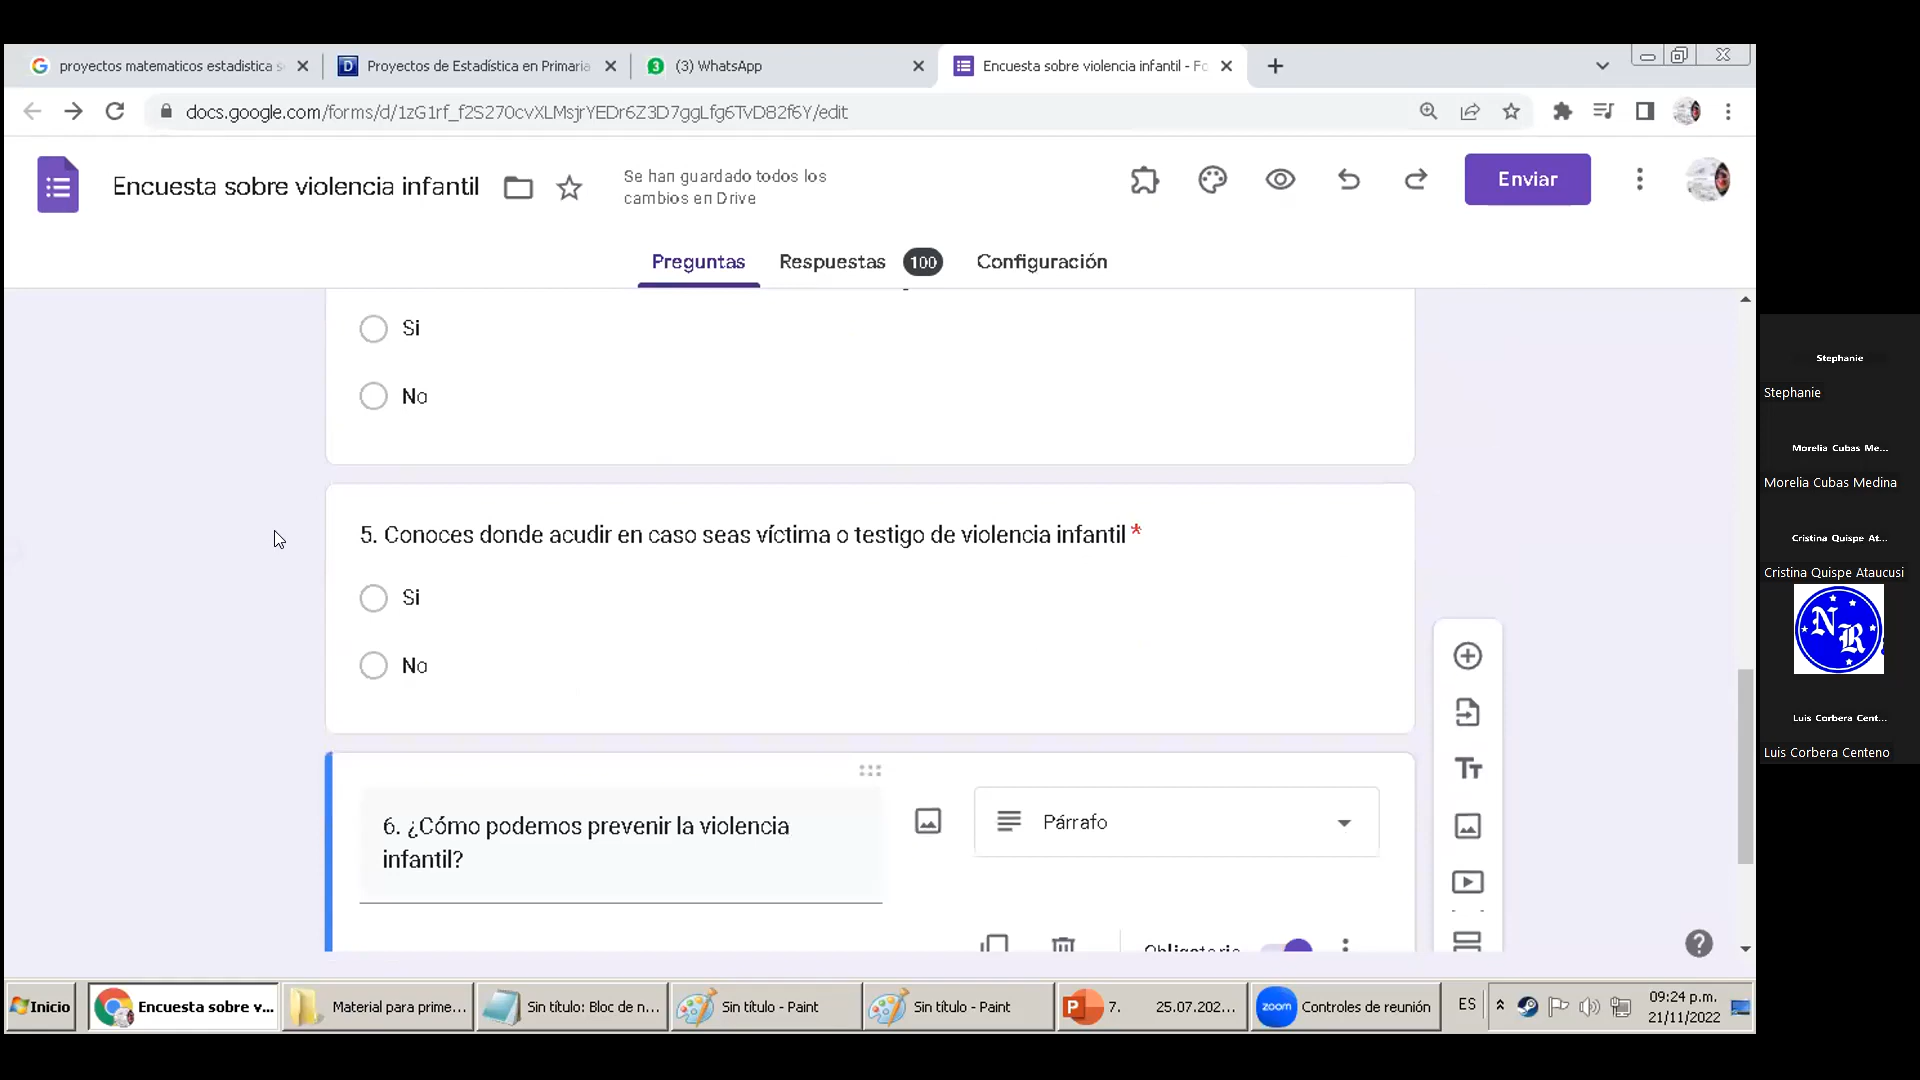 proyectos matematicos estadistica s
Proyectos de Estadística en Primaria
3
(3) WhatsApp
Encuesta sobre violencia infantil - Fo
docs.google.com/forms/d/1zG1rf_f2S270cvXLMsjrYEDr6Z3D7ggLfg6TvD82f6Y/edit
Encuesta sobre violencia infantil
Se han guardado todos los
cambios en Drive
Enviar
Preguntas
Respuestas
100
Configuración
Si
No
5. Conoces donde acudir en caso seas víctima o testigo de violencia infantil *
Si
No
6. ¿Cómo podemos prevenir la violencia
infantil?
Párrafo
Obligatorio
Stephanie
Stephanie
Morelia Cubas Me...
Morelia Cubas Medina
Cristina Quispe At...
Cristina Quispe Ataucusi
N R
Luis Corbera Cent...
Luis Corbera Centeno
Inicio
Encuesta sobre v...
Material para prime...
Sin título: Bloc de n...
Sin título - Paint
Sin título - Paint
7. 25.07.202...
zoom
Controles de reunión
ES
09:24 p.m.
21/11/2022